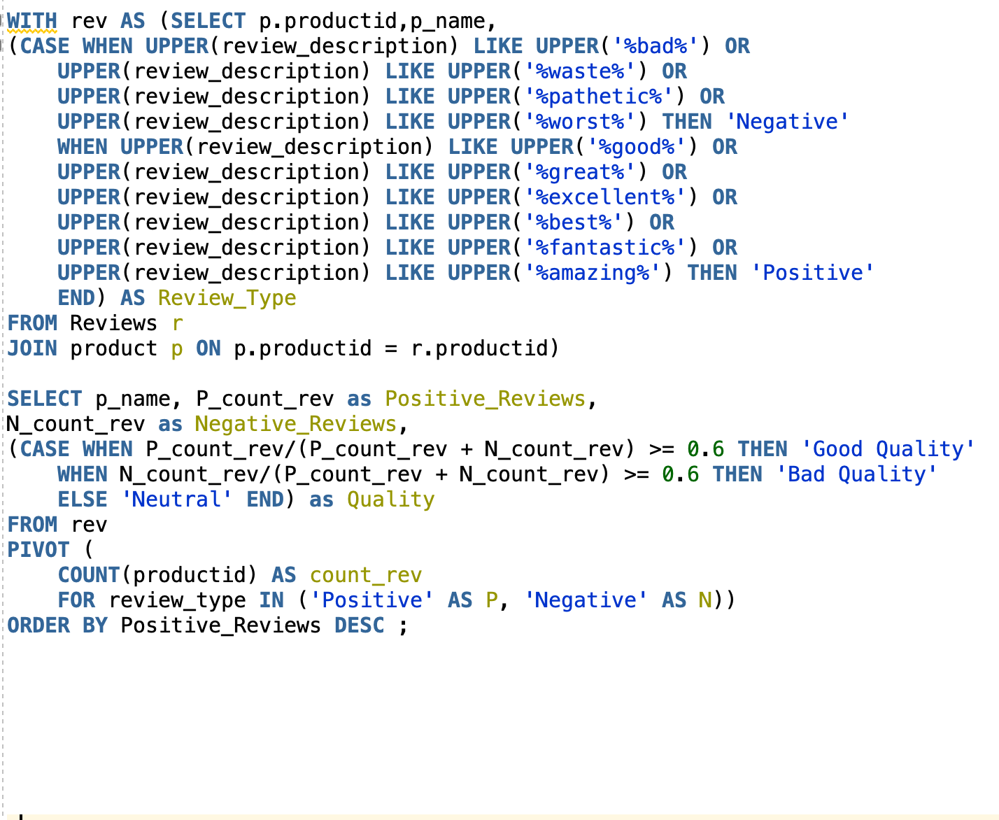 WITH rev AS (SELECT p.productid,p_name,
(CASE WHEN UPPER(review_description) LIKE UPPER('%bad%') OR
    UPPER(review_description) LIKE UPPER('%waste%') OR
    UPPER(review_description) LIKE UPPER('%pathetic%') OR
    UPPER(review_description) LIKE UPPER('%worst%') THEN 'Negative'
    WHEN UPPER(review_description) LIKE UPPER('%good%') OR
    UPPER(review_description) LIKE UPPER('%great%') OR
    UPPER(review_description) LIKE UPPER('%excellent%') OR
    UPPER(review_description) LIKE UPPER('%best%') OR
    UPPER(review_description) LIKE UPPER('%fantastic%') OR
    UPPER(review_description) LIKE UPPER('%amazing%') THEN 'Positive'
    END) AS Review_Type
FROM Reviews r
JOIN product p ON p.productid = r.productid)

SELECT p_name, P_count_rev as Positive_Reviews,
N_count_rev as Negative_Reviews,
(CASE WHEN P_count_rev/(P_count_rev + N_count_rev) >= 0.6 THEN 'Good Quality'
    WHEN N_count_rev/(P_count_rev + N_count_rev) >= 0.6 THEN 'Bad Quality'
    ELSE 'Neutral' END) as Quality
FROM rev
PIVOT (
    COUNT(productid) AS count_rev
    FOR review_type IN ('Positive' AS P, 'Negative' AS N))
ORDER BY Positive_Reviews DESC ;